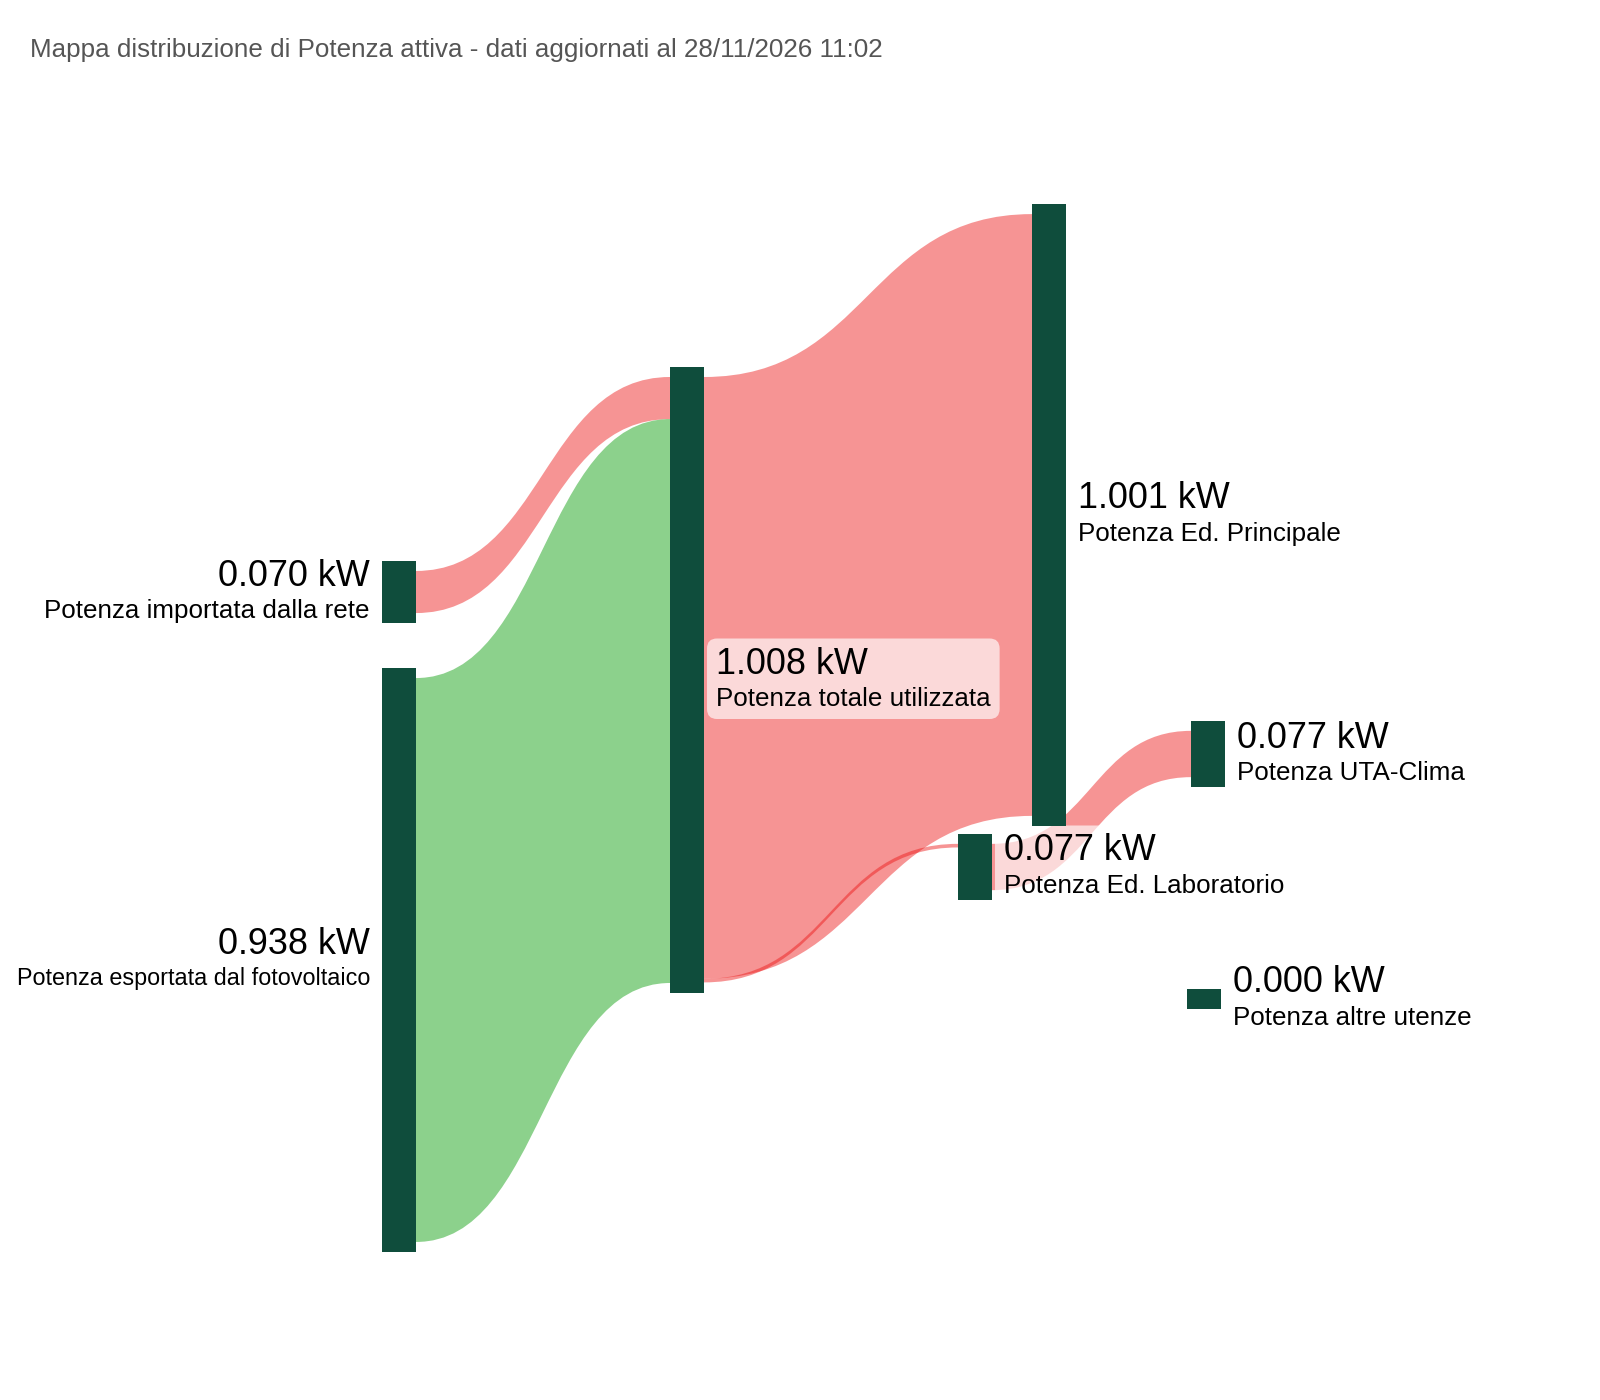 Mappa distribuzione di Potenza attiva - dati aggiornati al 28/11/2026 11:02
1.001 kW
Potenza Ed. Principale
0.070 kW
Potenza importata dalla rete
1.008 kW
Potenza totale utilizzata
0.077 kW
Potenza UTA-Clima
0.077 kW
Potenza Ed. Laboratorio
0.938 kW
Potenza esportata dal fotovoltaico
0.000 kW
Potenza altre utenze